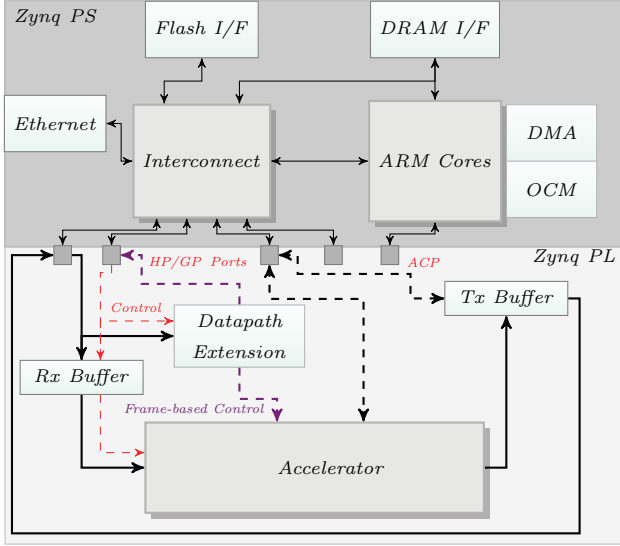 Zynq PS
Flash I/F
DRAM I/F
Ethernet
Interconnect
ARM Cores
DMA
OCM
HP/GP Ports
ACP
Zynq PL
Control
Datapath
Extension
Tx Buffer
Rx Buffer
Frame-based Control
Accelerator